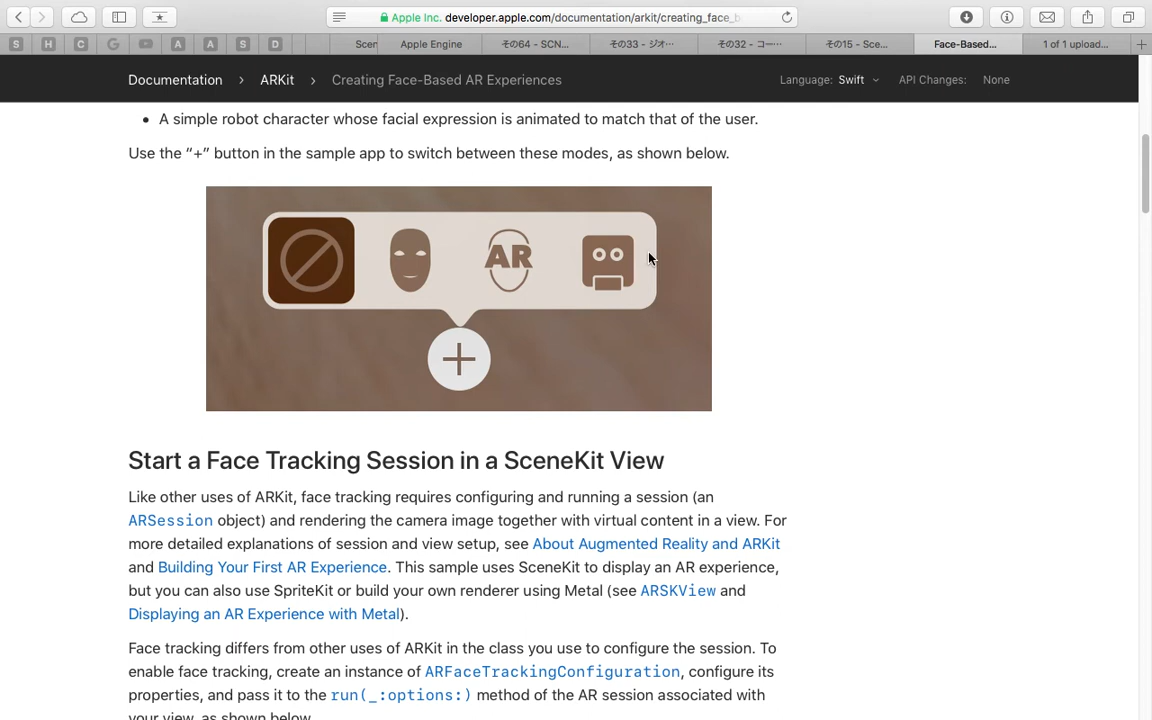 Apple Inc. developer.apple.com/documentation/arkit/creating_face_b
S H C G A A S D Scen Apple Engine その64 - SCN... その33 - ジオ... その32 - コー... その15 - Sce... Face-Based... 1 of 1 upload...
Documentation > ARKit > Creating Face-Based AR Experiences Language: Swift API Changes: None
• A simple robot character whose facial expression is animated to match that of the user.
Use the “+” button in the sample app to switch between these modes, as shown below.
AR
Start a Face Tracking Session in a SceneKit View
Like other uses of ARKit, face tracking requires configuring and running a session (an
ARSession object) and rendering the camera image together with virtual content in a view. For
more detailed explanations of session and view setup, see About Augmented Reality and ARKit
and Building Your First AR Experience. This sample uses SceneKit to display an AR experience,
but you can also use SpriteKit or build your own renderer using Metal (see ARSKView and
Displaying an AR Experience with Metal).
Face tracking differs from other uses of ARKit in the class you use to configure the session. To
enable face tracking, create an instance of ARFaceTrackingConfiguration, configure its
properties, and pass it to the run(_:options:) method of the AR session associated with
your view, as shown below.